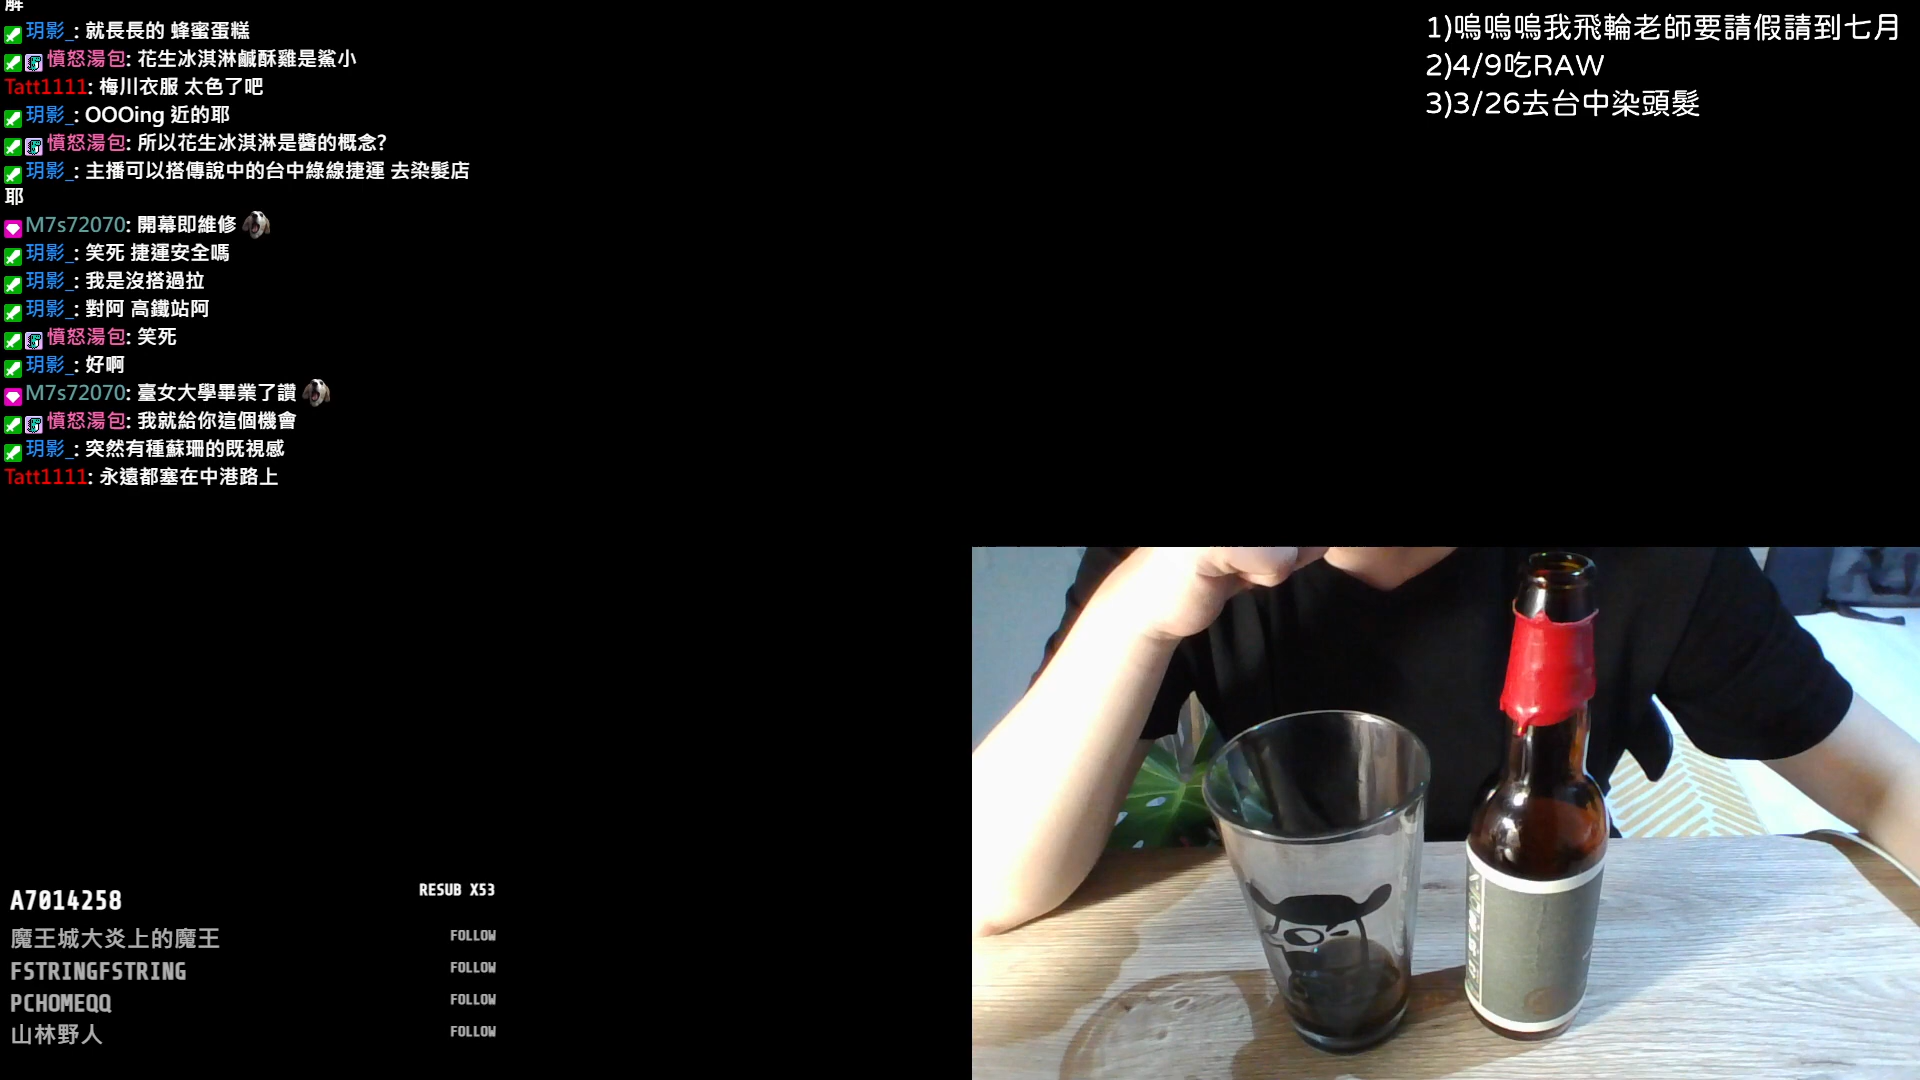 解
玥影_: 就長長的 蜂蜜蛋糕
憤怒湯包: 花生冰淇淋鹹酥雞是鯊小
Tatt1111: 梅川衣服 太色了吧
玥影_: OOOing 近的耶
憤怒湯包: 所以花生冰淇淋是醬的概念?
玥影_: 主播可以搭傳說中的台中綠線捷運 去染髮店
耶
M7s72070: 開幕即維修
玥影_: 笑死 捷運安全嗎
玥影_: 我是沒搭過拉
玥影_: 對阿 高鐵站阿
憤怒湯包: 笑死
玥影_: 好啊
M7s72070: 臺女大學畢業了讚
憤怒湯包: 我就給你這個機會
玥影_: 突然有種蘇珊的既視感
Tatt1111: 永遠都塞在中港路上
1)嗚嗚嗚我飛輪老師要請假請到七月
2)4/9吃RAW
3)3/26去台中染頭髮
A7014258 RESUB X53
魔王城大炎上的魔王 FOLLOW
FSTRINGFSTRING FOLLOW
PCHOMEQQ FOLLOW
山林野人 FOLLOW